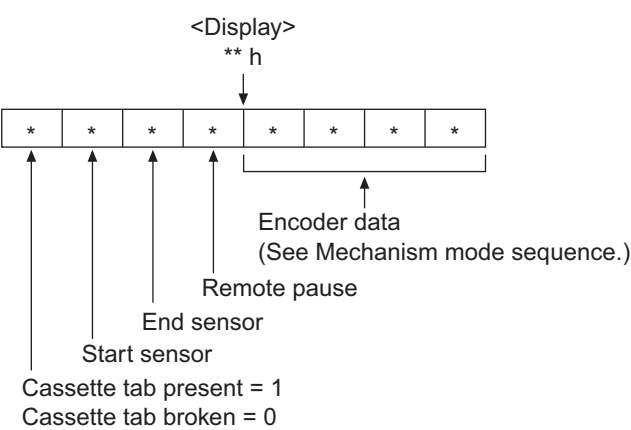 <Display>
** h
* * * * * * * *
Encoder data
(See Mechanism mode sequence.)
Remote pause
End sensor
Start sensor
Cassette tab present = 1
Cassette tab broken = 0